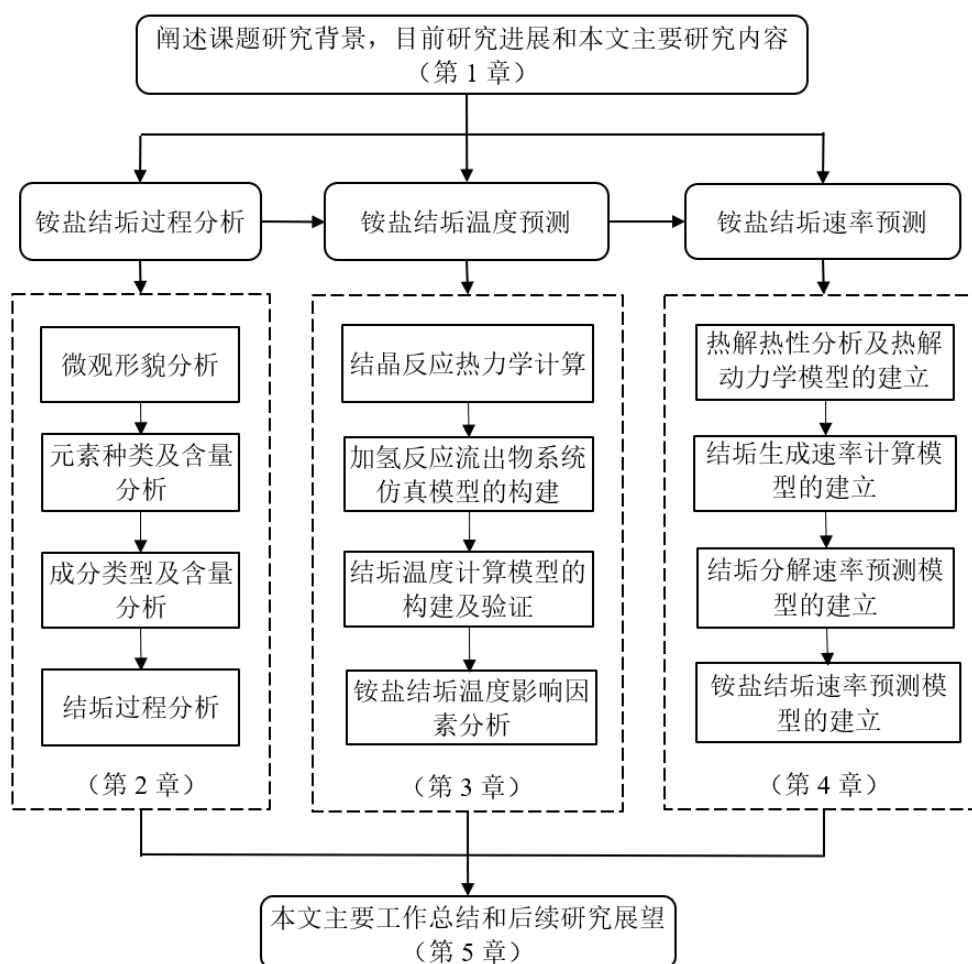 阐述课题研究背景，目前研究进展和本文主要研究内容
（第 1 章）
铵盐结垢过程分析
铵盐结垢温度预测
铵盐结垢速率预测
微观形貌分析
元素种类及含量
分析
成分类型及含量
分析
结垢过程分析
（第 2 章）
结晶反应热力学计算
加氢反应流出物系统
仿真模型的构建
结垢温度计算模型的
构建及验证
铵盐结垢温度影响因
素分析
（第 3 章）
热解热性分析及热解
动力学模型的建立
结垢生成速率计算模
型的建立
结垢分解速率预测模
型的建立
铵盐结垢速率预测模
型的建立
（第 4 章）
本文主要工作总结和后续研究展望
（第 5 章）